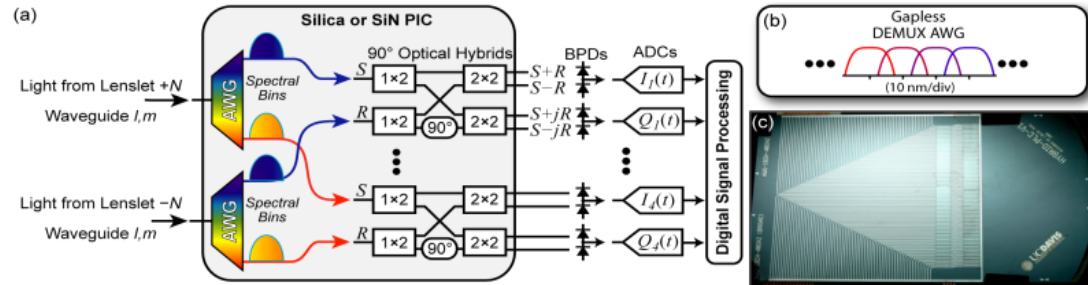 (a)
Silica or SiN PIC
90° Optical Hybrids
BPDs
ADCs
Light from Lenslet +N
Waveguide l,m
AWG
Spectral
Bins
S
1×2
2×2
S+R
S−R
I1(t)
R
1×2
90°
2×2
S+jR
S−jR
Q1(t)
Light from Lenslet −N
Waveguide l,m
AWG
Spectral
Bins
S
1×2
2×2
I4(t)
R
1×2
90°
2×2
Q4(t)
Digital Signal Processing
(b)
Gapless
DEMUX AWG
(10 nm/div)
(c)
UC DAVIS